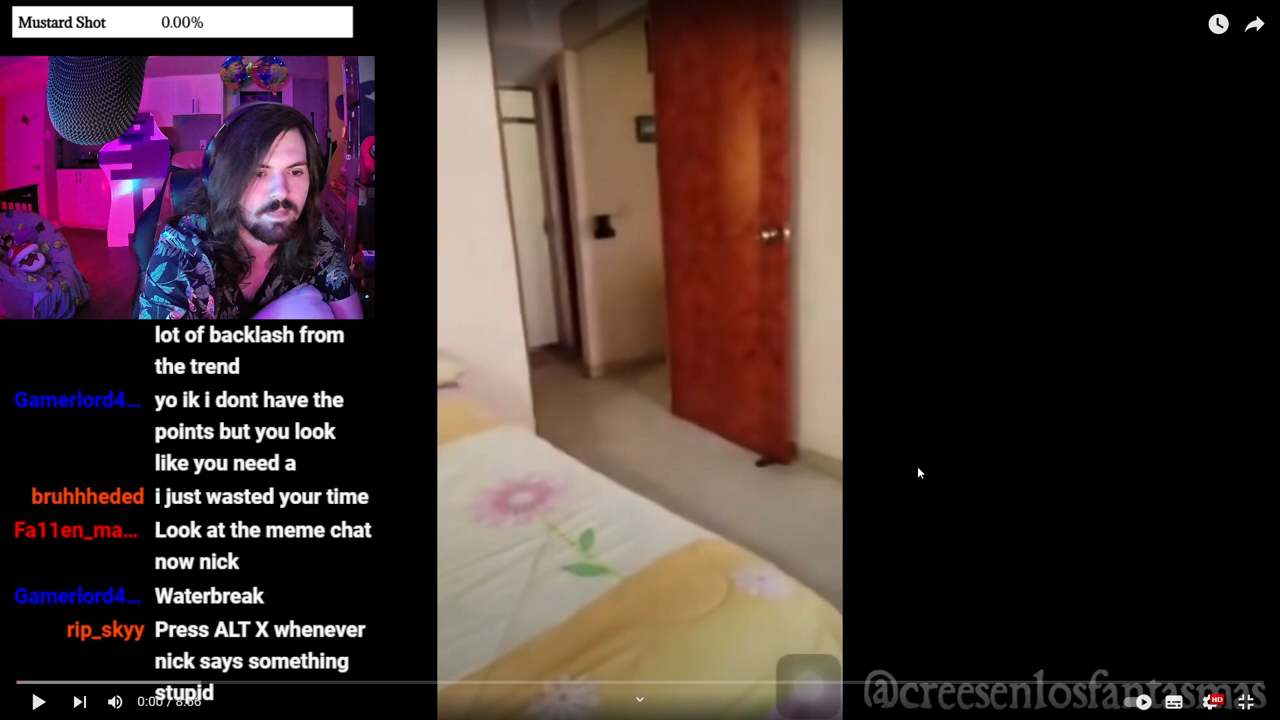 Mustard Shot 0.00%
lot of backlash from
the trend
Gamerlord4... yo ik i dont have the
points but you look
like you need a
bruhhheded i just wasted your time
Fa11en_ma... Look at the meme chat
now nick
Gamerlord4... Waterbreak
rip_skyy Press ALT X whenever
nick says something
stupid
@creesenlosfantasmas
HD